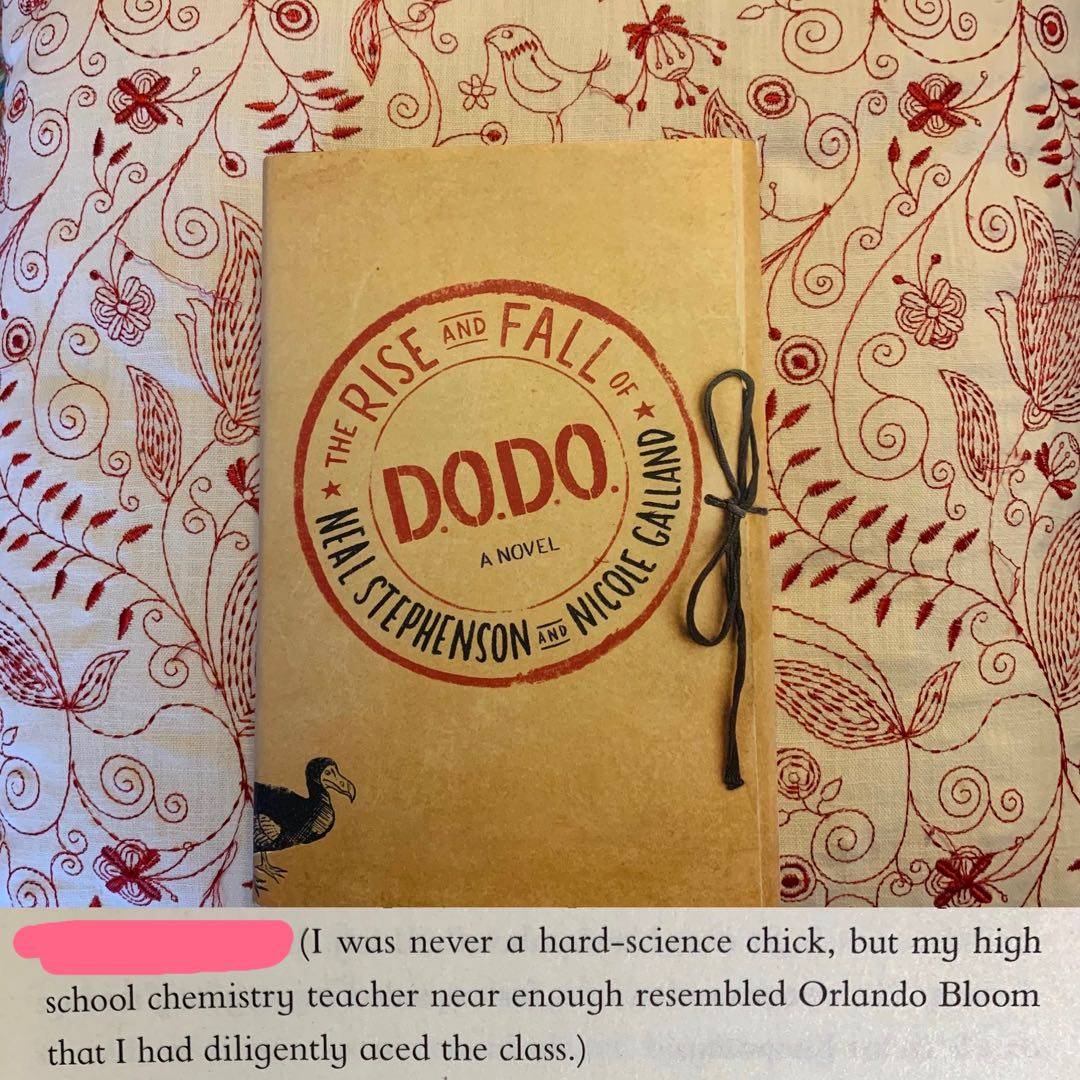 THE RISE AND FALL OF
D.O.D.O.
A NOVEL
NEAL STEPHENSON AND NICOLE GALLAND
(I was never a hard-science chick, but my high
school chemistry teacher near enough resembled Orlando Bloom
that I had diligently aced the class.)